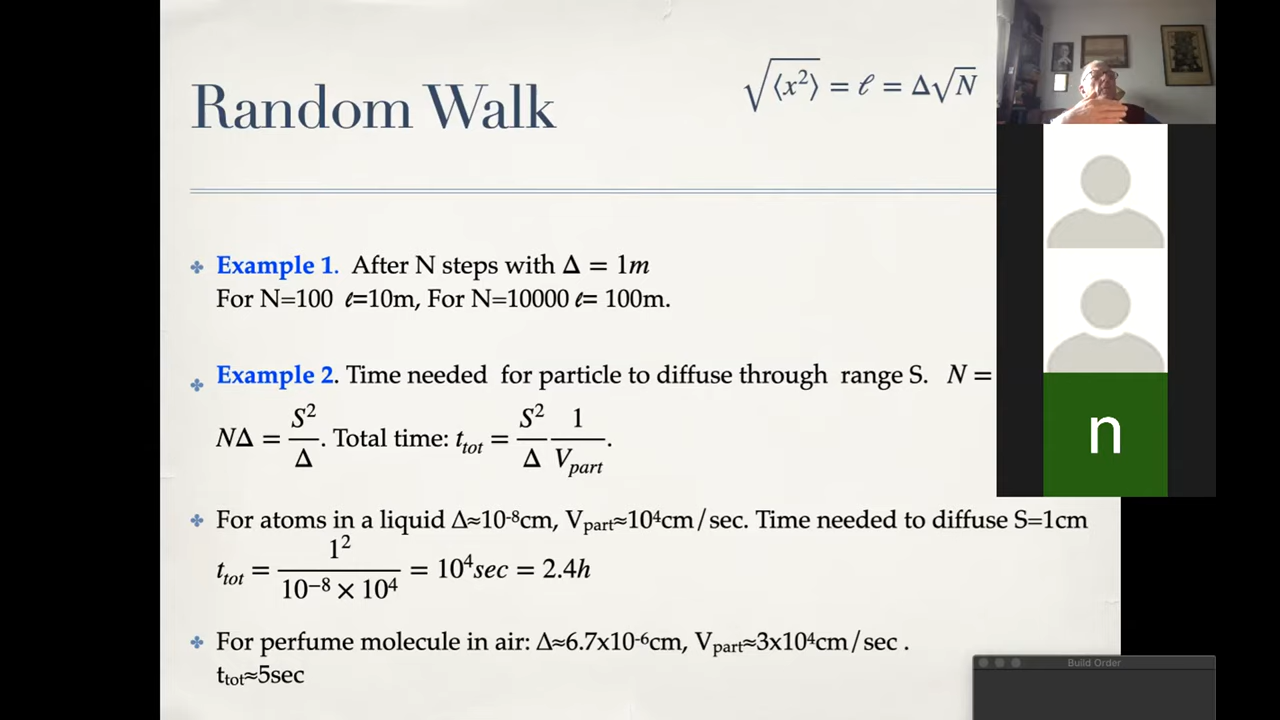 Random Walk
√⟨x²⟩ = ℓ = Δ√N
Example 1. After N steps with Δ = 1m
For N=100 ℓ=10m, For N=10000 ℓ= 100m.
Example 2. Time needed for particle to diffuse through range S. N =
NΔ = S²/Δ. Total time: t_tot = S²/Δ 1/V_part.
For atoms in a liquid Δ≈10⁻⁸cm, V_part≈10⁴cm/sec. Time needed to diffuse S=1cm
t_tot = 1²/(10⁻⁸ × 10⁴) = 10⁴sec = 2.4h
For perfume molecule in air: Δ≈6.7x10⁻⁶cm, V_part≈3x10⁴cm/sec .
t_tot≈5sec
n
Build Order